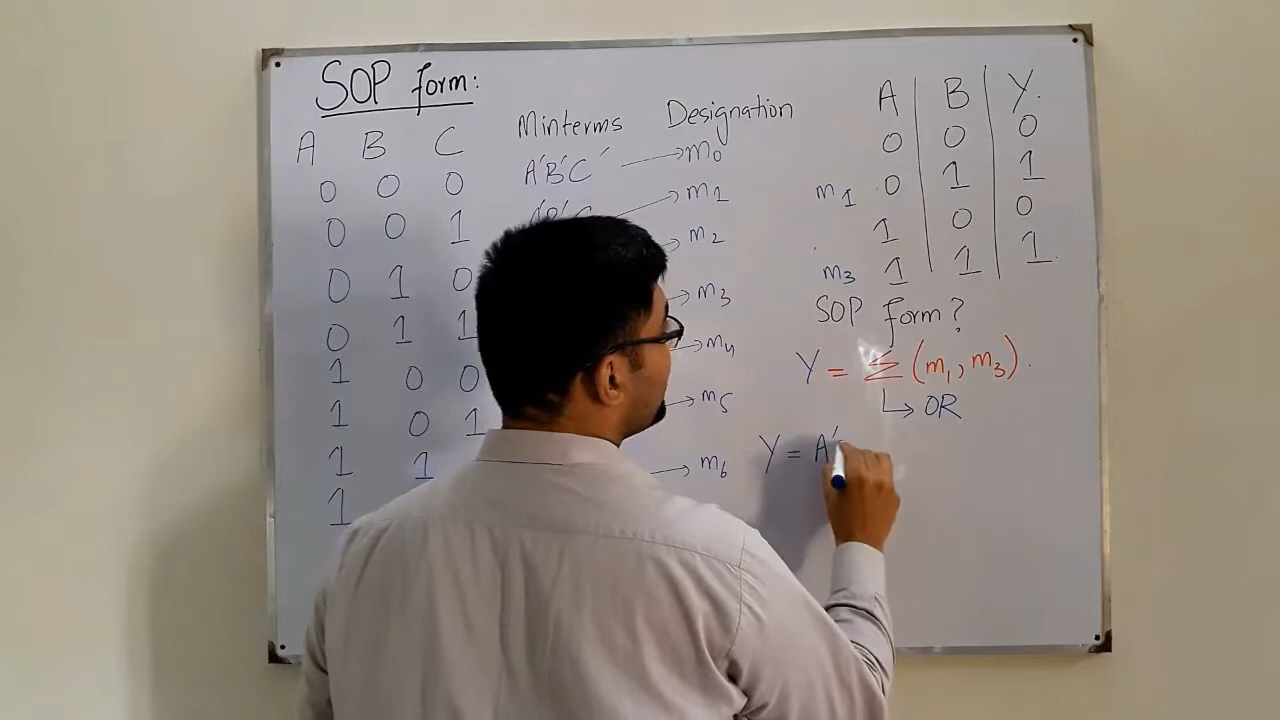 SOP form:
A B C Minterms Designation
0 0 0 A'B'C' → m0
0 0 1 A'B'C → m1
0 1 0 → m2
0 1 1 → m3
1 0 0 → m4
1 0 1 → m5
1 1 → m6
1
A B Y
0 0 0
m1 0 1 1
1 0 0
m3 1 1 1
SOP form?
Y = Σ(m1, m3).
↳ OR
Y = A'